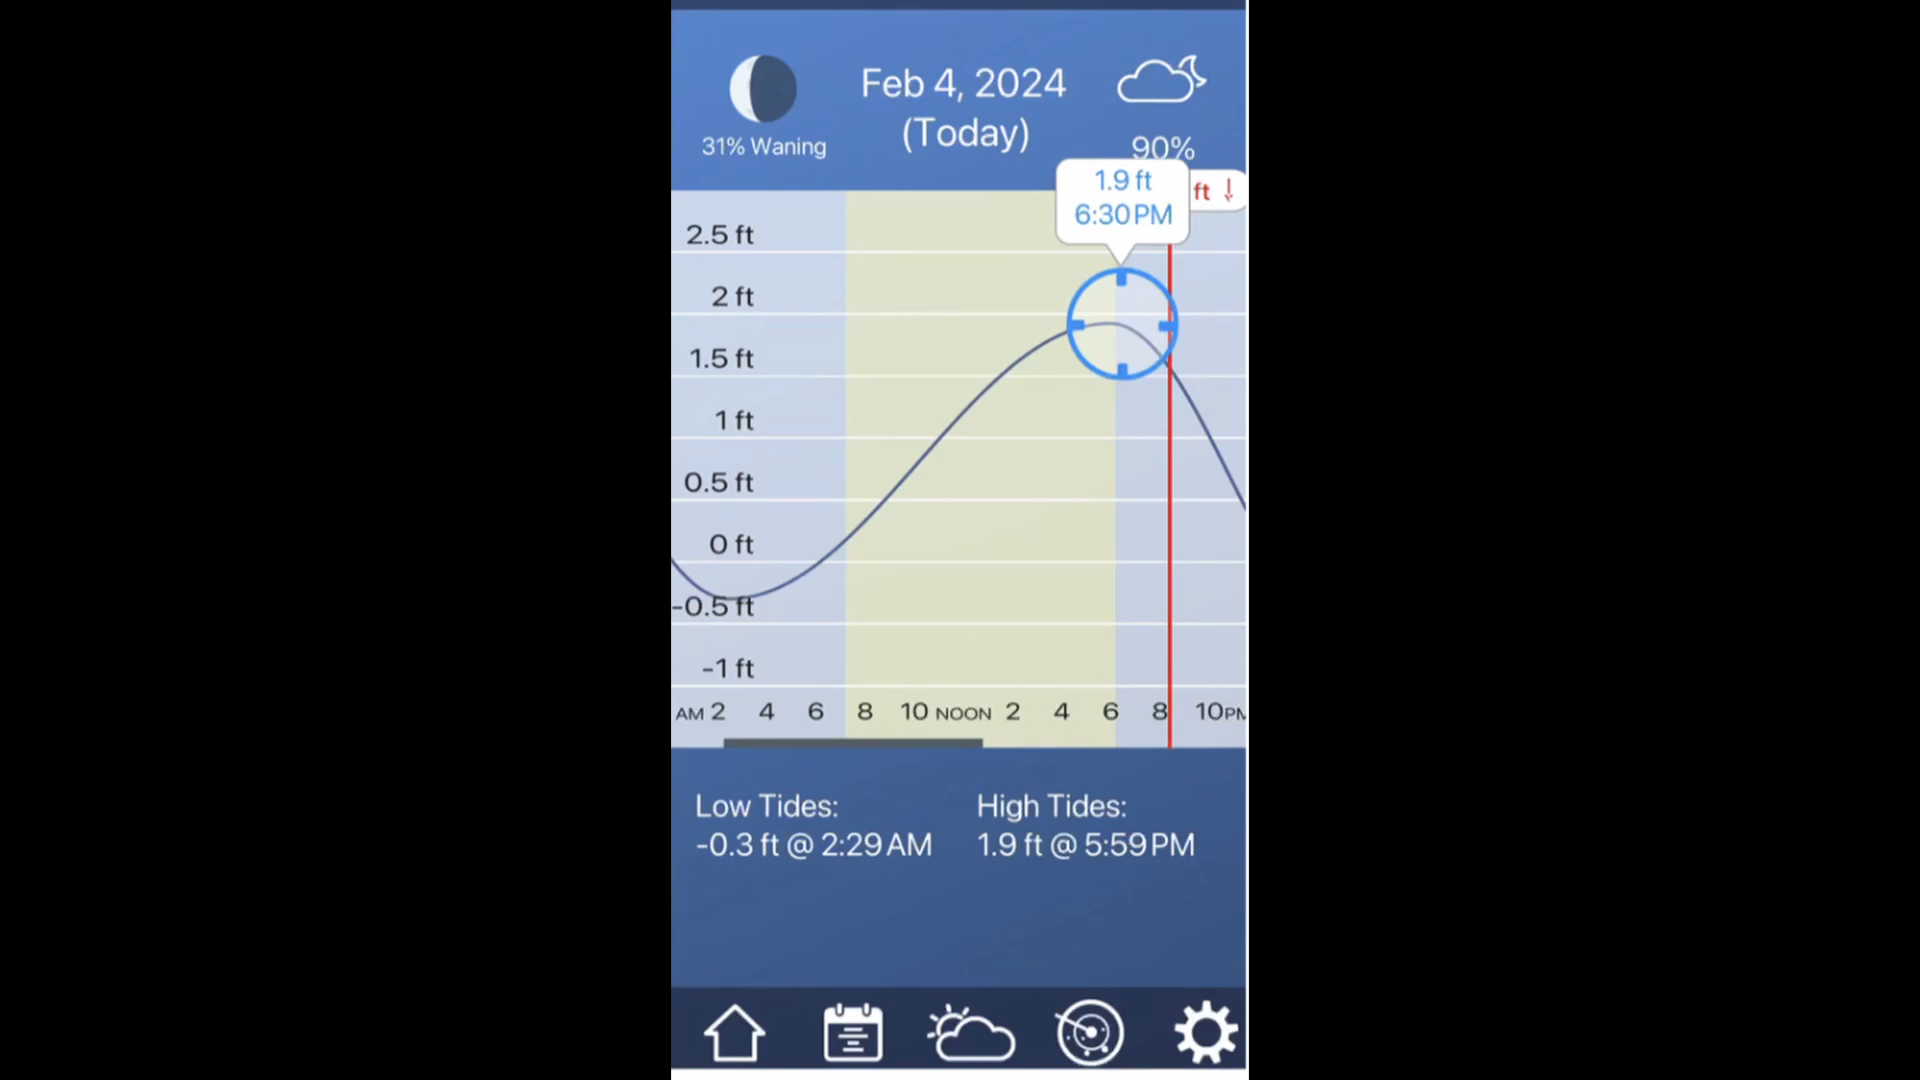 Feb 4, 2024
(Today)
31% Waning
90%
1.9 ft
6:30 PM
ft
2.5 ft
2 ft
1.5 ft
1 ft
0.5 ft
0 ft
-0.5 ft
-1 ft
AM 2 4 6 8 10 NOON 2 4 6 8 10PM
Low Tides:
-0.3 ft @ 2:29 AM
High Tides:
1.9 ft @ 5:59 PM